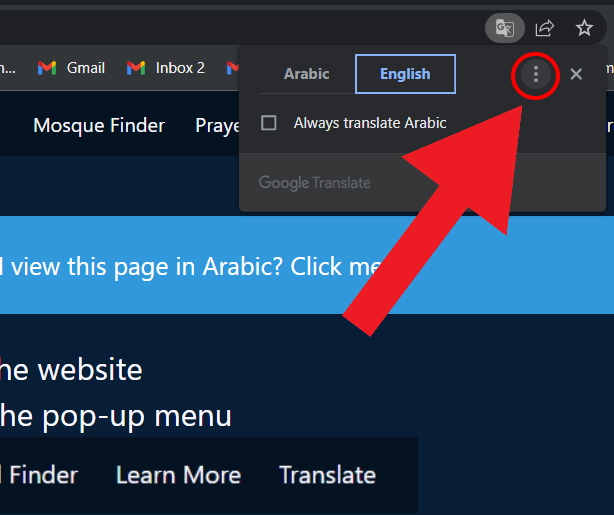 n...
Gmail
Inbox 2
m
Arabic
English
Always translate Arabic
Google Translate
Mosque Finder
view this page in Arabic? Click me
he website
he pop-up menu
Finder
Learn More
Translate